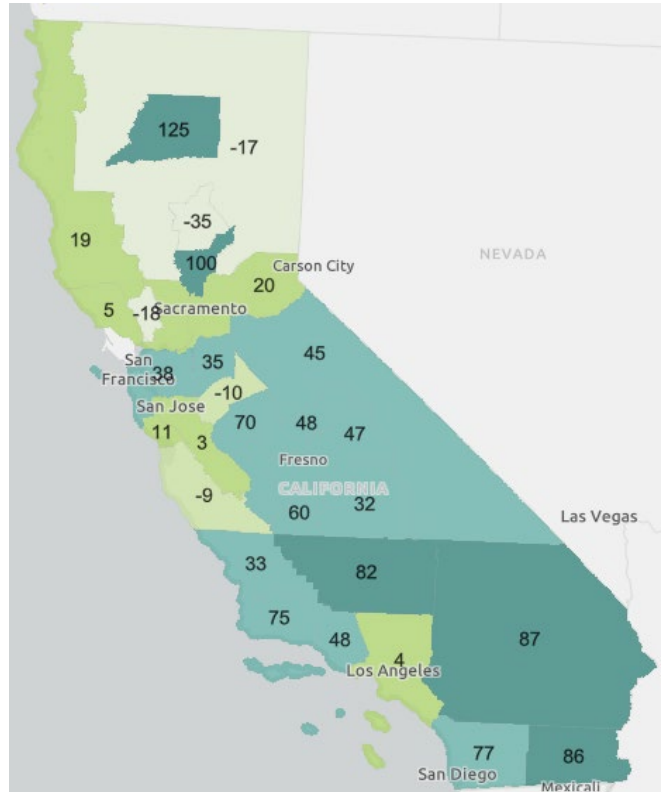 125
-17
-35
19
100
Carson City
NEVADA
20
5
-18
Sacramento
45
San
Francisco
38
35
-10
San Jose
70
48
47
11
3
Fresno
CALIFORNIA
-9
60
32
Las Vegas
33
82
75
48
87
4
Los Angeles
77
86
San Diego
Mexicali